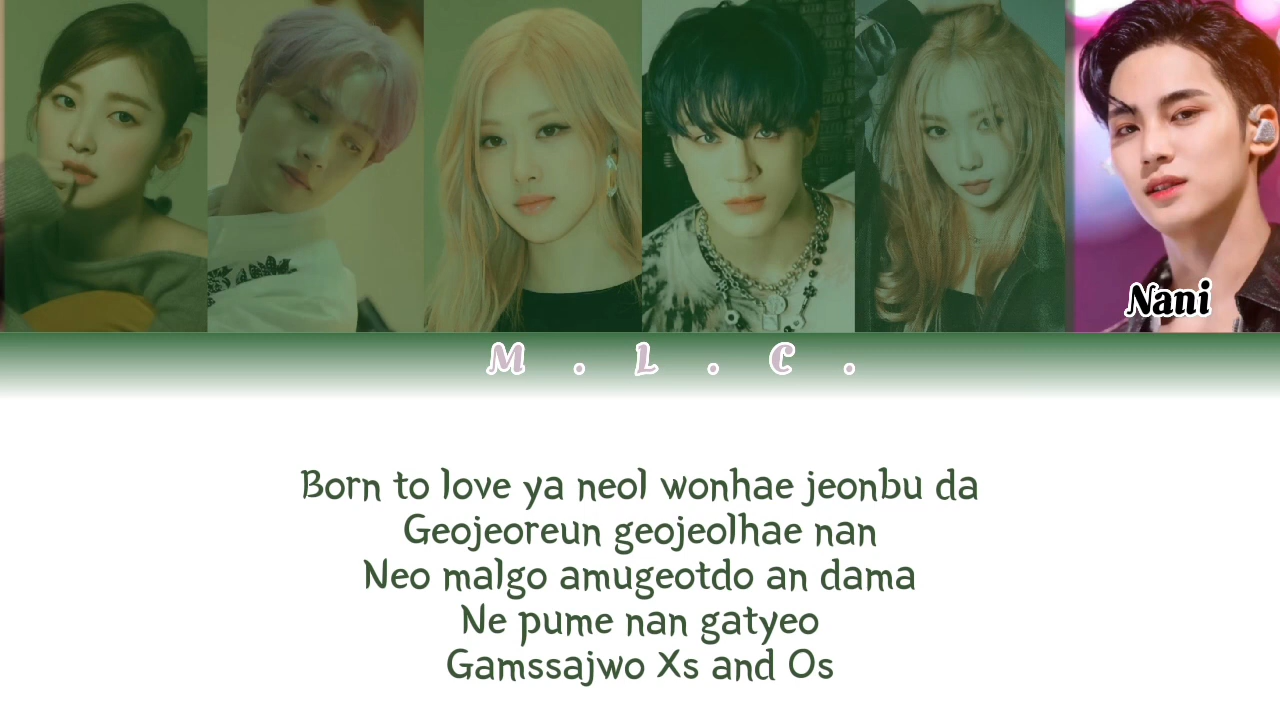 Nani
M . L . C .
Born to love ya neol wonhae jeonbu da
Geojeoreun geojeolhae nan
Neo malgo amugeotdo an dama
Ne pume nan gatyeo
Gamssajwo Xs and Os